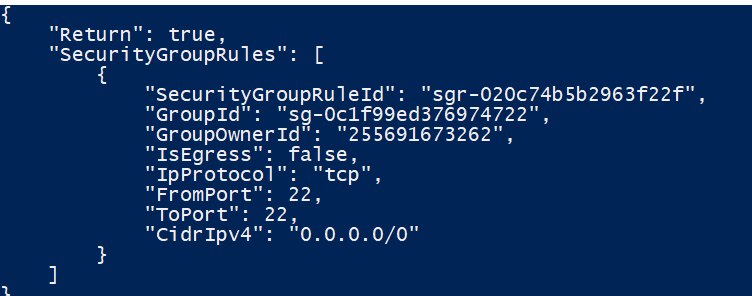 {
    "Return": true,
    "SecurityGroupRules": [
        {
            "SecurityGroupRuleId": "sgr-020c74b5b2963f22f",
            "GroupId": "sg-0c1f99ed376974722",
            "GroupOwnerId": "255691673262",
            "IsEgress": false,
            "IpProtocol": "tcp",
            "FromPort": 22,
            "ToPort": 22,
            "CidrIpv4": "0.0.0.0/0"
        }
    ]
}